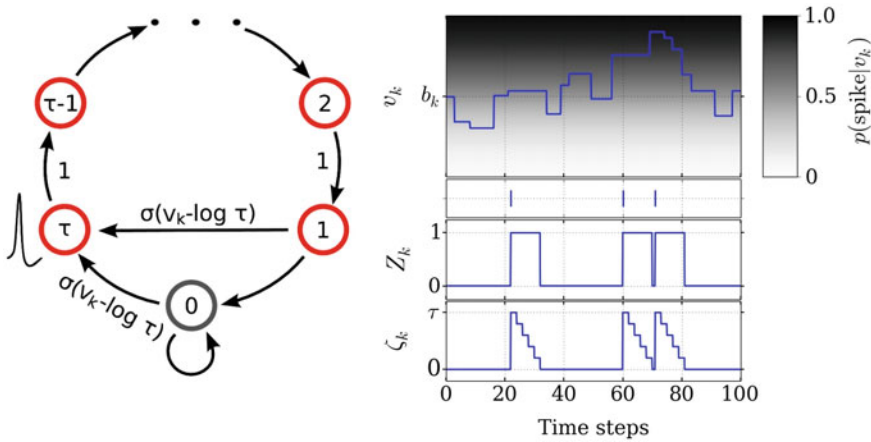 τ-1
2
1
1
τ
σ(vk-log τ)
1
σ(vk-log τ)
0
vk
bk
1.0
0.5
0
p(spike|vk)
Zk
1
0
ζk
τ
0
0 20 40 60 80 100
Time steps